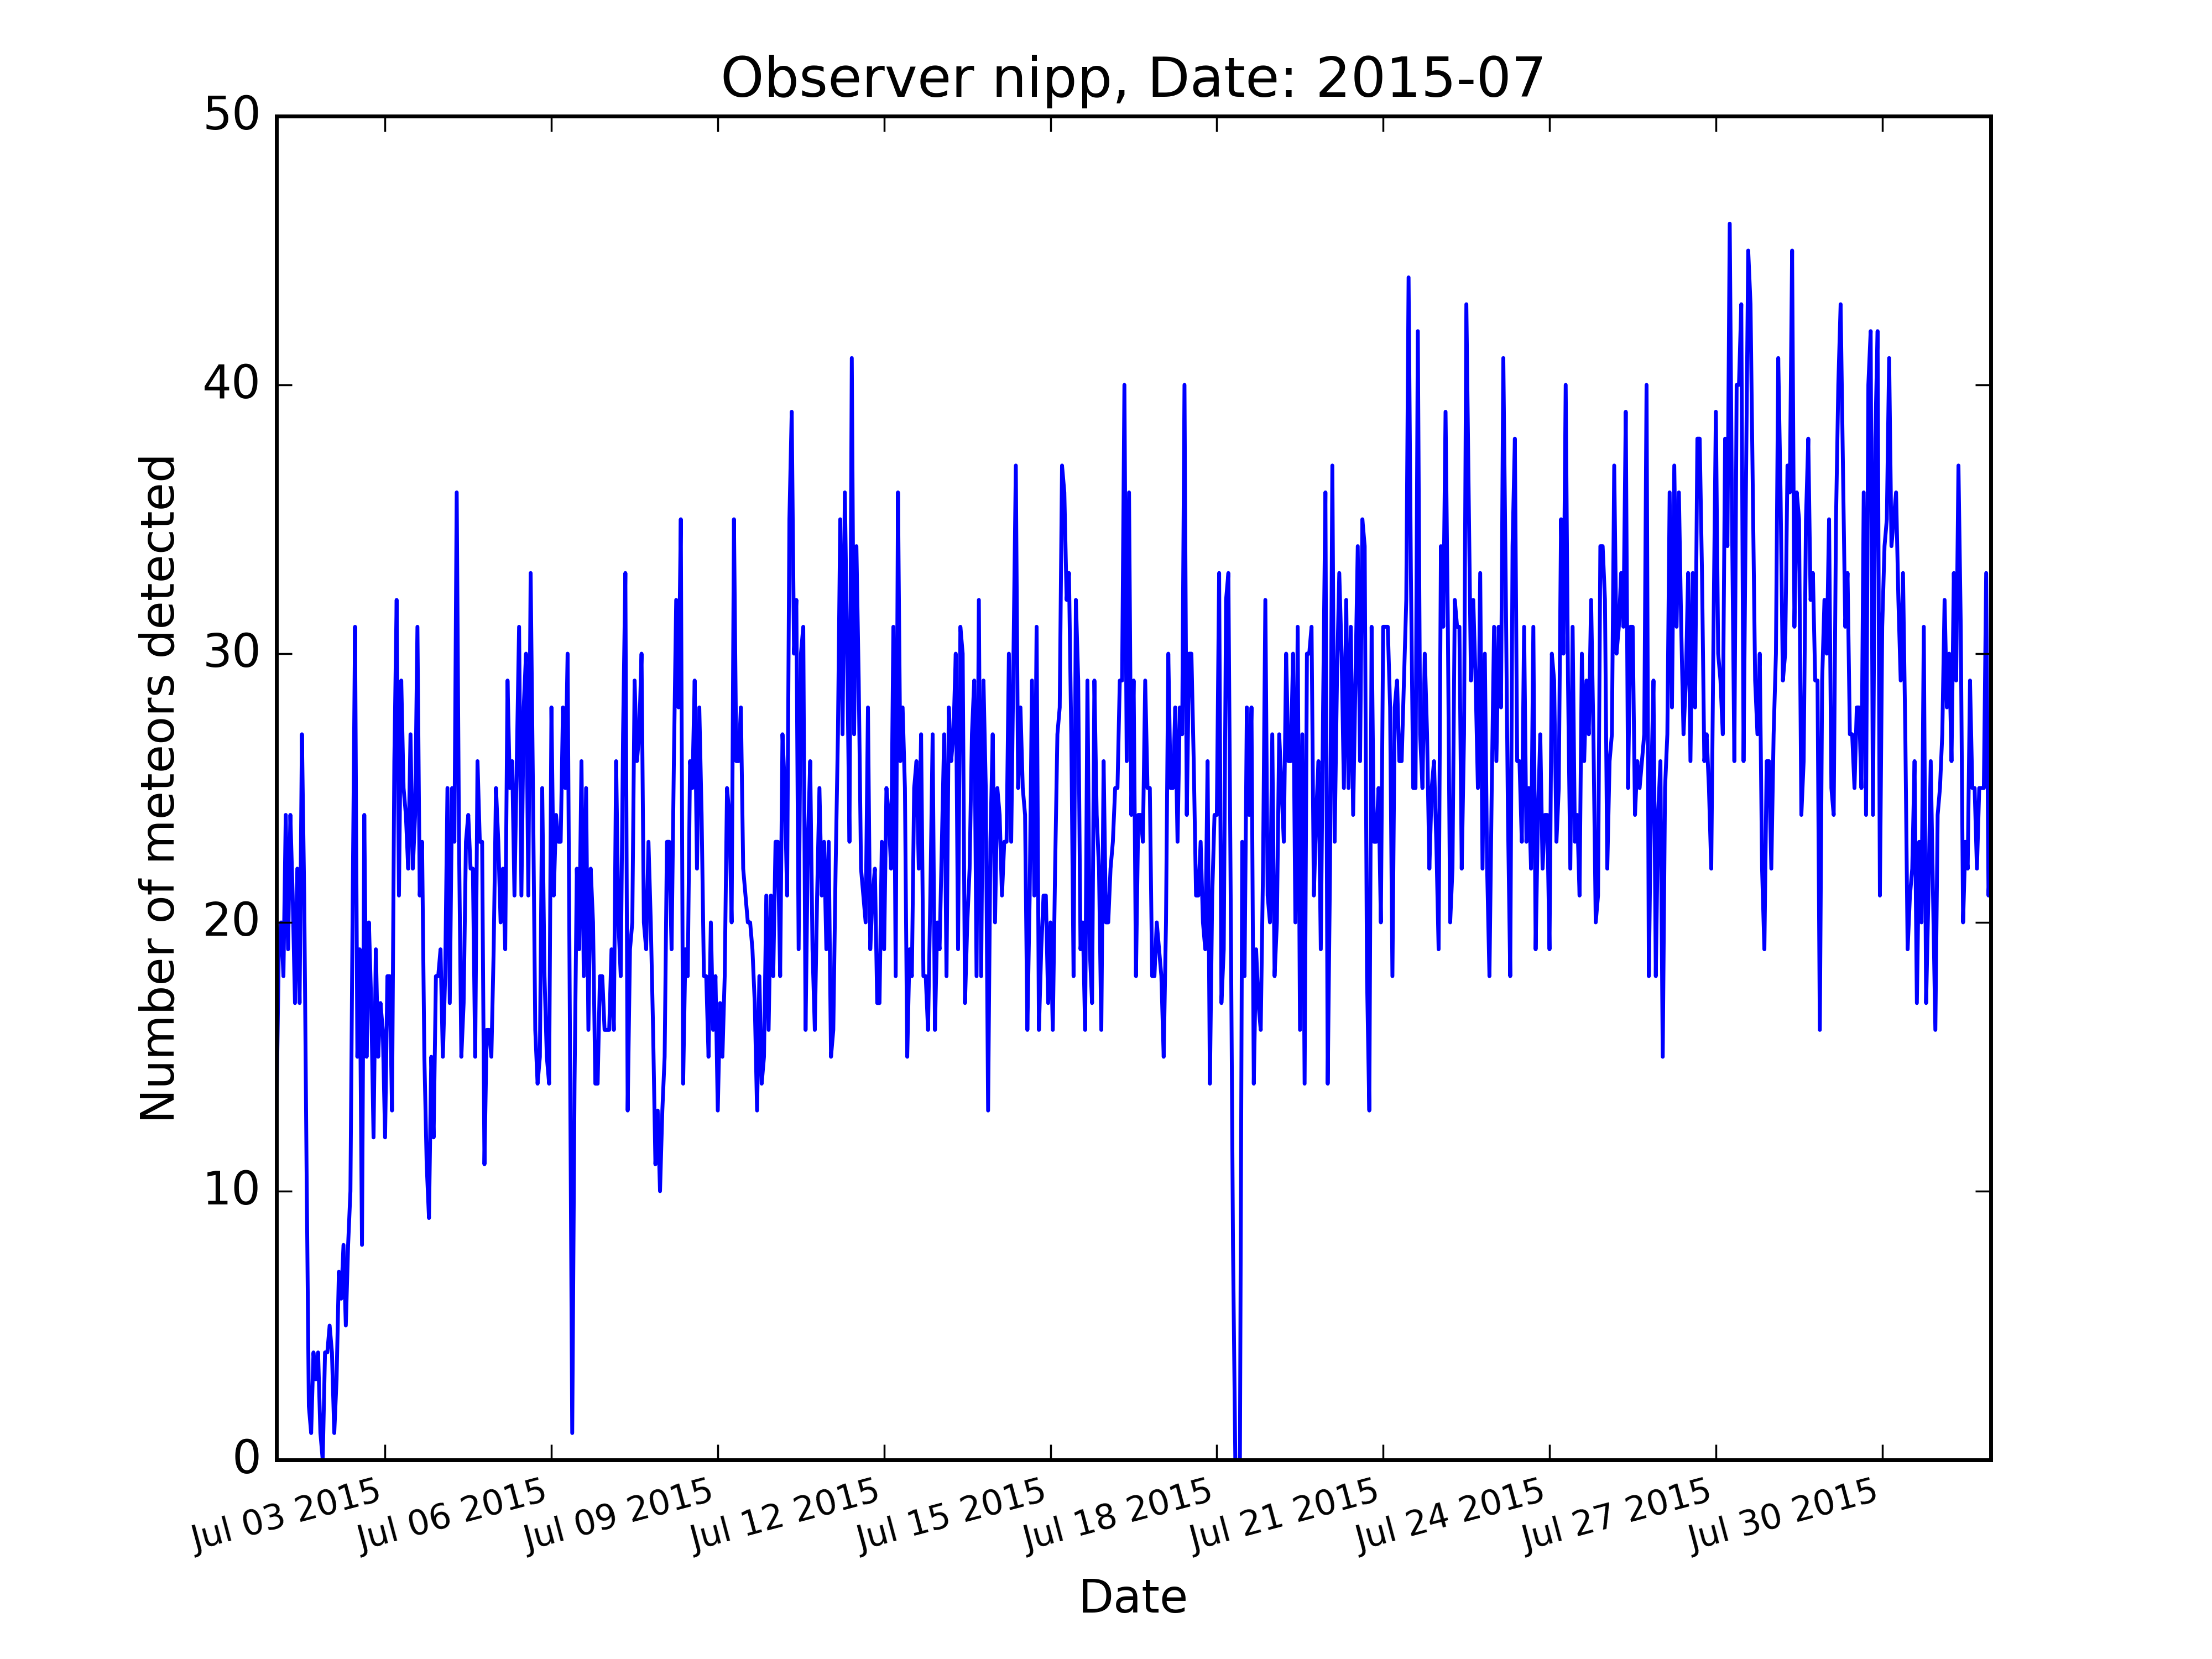 Observer nipp, Date: 2015-07
50
40
30
20
10
0
Number of meteors detected
Jul 03 2015
Jul 06 2015
Jul 09 2015
Jul 12 2015
Jul 15 2015
Jul 18 2015
Jul 21 2015
Jul 24 2015
Jul 27 2015
Jul 30 2015
Date